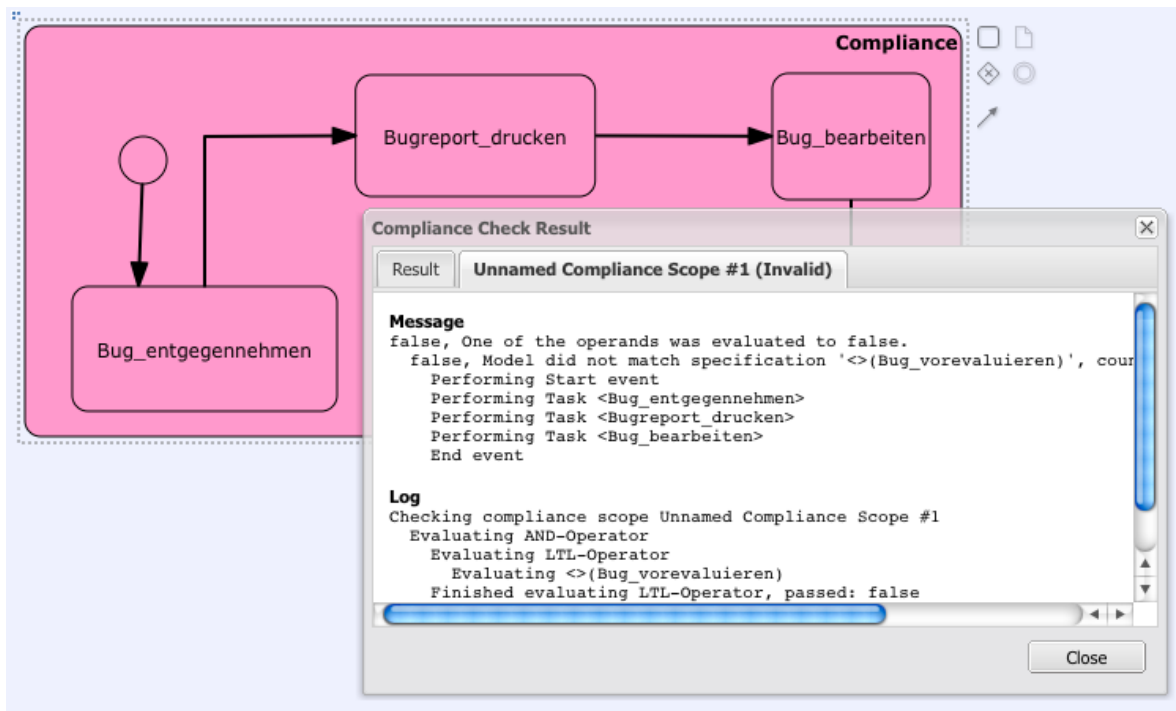 Compliance
Bugreport_drucken
Bug_bearbeiten
Bug_entgegennehmen
Compliance Check Result
Result
Unnamed Compliance Scope #1 (Invalid)
Message
false, One of the operands was evaluated to false.
false, Model did not match specification '<>(Bug_vorevaluieren)',
Performing Start event
Performing Task <Bug_entgegennehmen>
Performing Task <Bugreport_drucken>
Performing Task <Bug_bearbeiten>
End event
Log
Checking compliance scope Unnamed Compliance Scope #1
Evaluating AND-Operator
Evaluating LTL-Operator
Evaluating <>(Bug_vorevaluieren)
Finished evaluating LTL-Operator, passed: false
Close